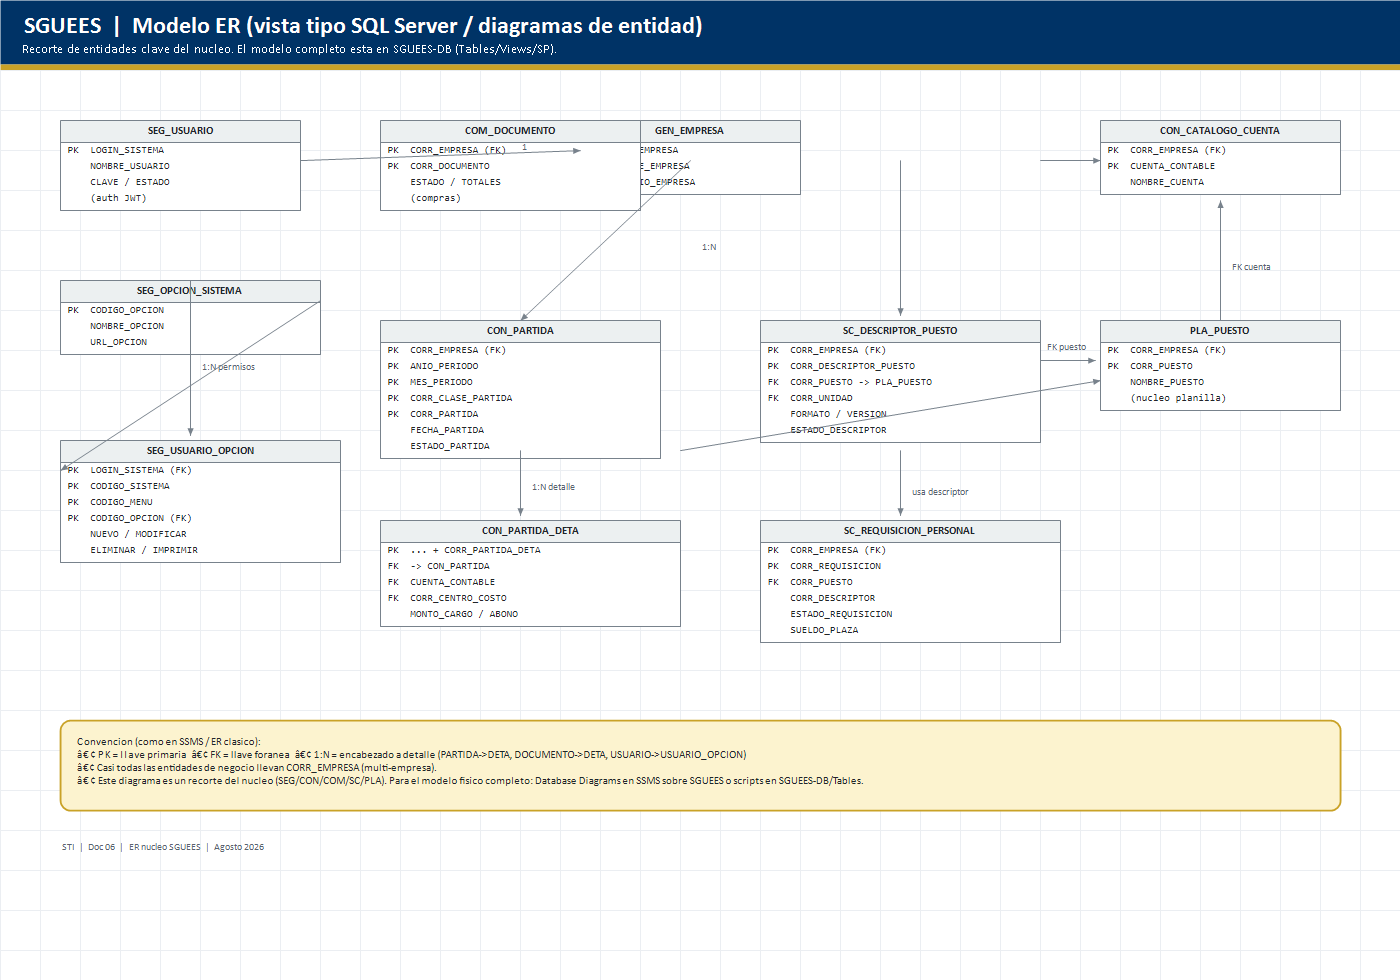 SGUEES | Modelo ER (vista tipo SQL Server / diagramas de entidad)
Recorte de entidades clave del nucleo. El modelo completo esta en SGUEES-DB (Tables/Views/SP).
SEG_USUARIO
PK LOGIN_SISTEMA
NOMBRE_USUARIO
CLAVE / ESTADO
(auth JWT)
COM_DOCUMENTO
PK CORR_EMPRESA (FK)
PK CORR_DOCUMENTO
ESTADO / TOTALES
(compras)
1
GEN_EMPRESA
EMPRESA
E_EMPRESA
IO_EMPRESA
1:N
CON_CATALOGO_CUENTA
PK CORR_EMPRESA (FK)
PK CUENTA_CONTABLE
NOMBRE_CUENTA
FK cuenta
SEG_OPCION_SISTEMA
PK CODIGO_OPCION
NOMBRE_OPCION
URL_OPCION
1:N permisos
CON_PARTIDA
PK CORR_EMPRESA (FK)
PK ANIO_PERIODO
PK MES_PERIODO
PK CORR_CLASE_PARTIDA
PK CORR_PARTIDA
FECHA_PARTIDA
ESTADO_PARTIDA
1:N detalle
SC_DESCRIPTOR_PUESTO
PK CORR_EMPRESA (FK)
PK CORR_DESCRIPTOR_PUESTO
FK CORR_PUESTO -> PLA_PUESTO
FK CORR_UNIDAD
FORMATO / VERSION
ESTADO_DESCRIPTOR
FK puesto
usa descriptor
PLA_PUESTO
PK CORR_EMPRESA (FK)
PK CORR_PUESTO
NOMBRE_PUESTO
(nucleo planilla)
SEG_USUARIO_OPCION
PK LOGIN_SISTEMA (FK)
PK CODIGO_SISTEMA
PK CODIGO_MENU
PK CODIGO_OPCION (FK)
NUEVO / MODIFICAR
ELIMINAR / IMPRIMIR
CON_PARTIDA_DETA
PK ... + CORR_PARTIDA_DETA
FK -> CON_PARTIDA
FK CUENTA_CONTABLE
FK CORR_CENTRO_COSTO
MONTO_CARGO / ABONO
SC_REQUISICION_PERSONAL
PK CORR_EMPRESA (FK)
PK CORR_REQUISICION
FK CORR_PUESTO
CORR_DESCRIPTOR
ESTADO_REQUISICION
SUELDO_PLAZA
Convencion (como en SSMS / ER clasico):
â€¢ PK = llave primaria â€¢ FK = llave foranea â€¢ 1:N = encabezado a detalle (PARTIDA->DETA, DOCUMENTO->DETA, USUARIO->USUARIO_OPCION)
â€¢ Casi todas las entidades de negocio llevan CORR_EMPRESA (multi-empresa).
â€¢ Este diagrama es un recorte del nucleo (SEG/CON/COM/SC/PLA). Para el modelo fisico completo: Database Diagrams en SSMS sobre SGUEES o scripts en SGUEES-DB/Tables.
STI | Doc 06 | ER nucleo SGUEES | Agosto 2026